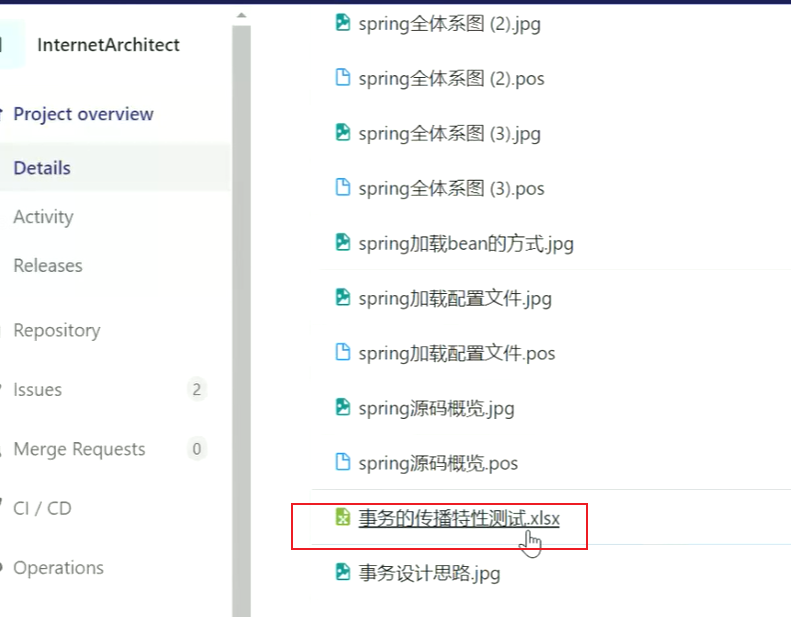 InternetArchitect
Project overview
Details
Activity
Releases
Repository
Issues 2
Merge Requests 0
CI / CD
Operations
spring全体系图 (2).jpg
spring全体系图 (2).pos
spring全体系图 (3).jpg
spring全体系图 (3).pos
spring加载bean的方式.jpg
spring加载配置文件.jpg
spring加载配置文件.pos
spring源码概览.jpg
spring源码概览.pos
事务的传播特性测试.xlsx
事务设计思路.jpg